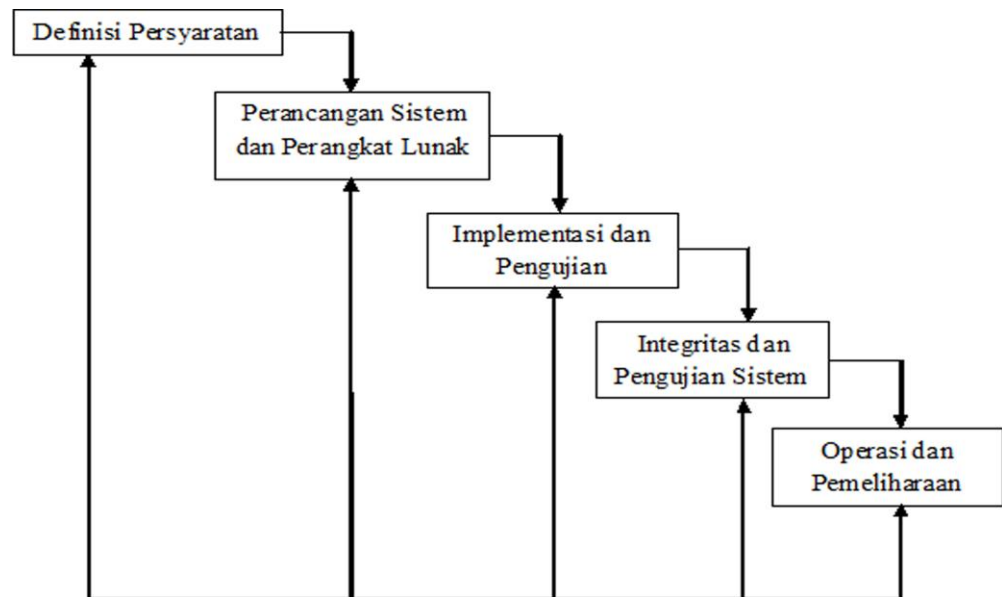 Definisi Persyaratan
Perancangan Sistem
dan Perangkat Lunak
Implementasi dan
Pengujian
Integritas dan
Pengujian Sistem
Operasi dan
Pemeliharaan